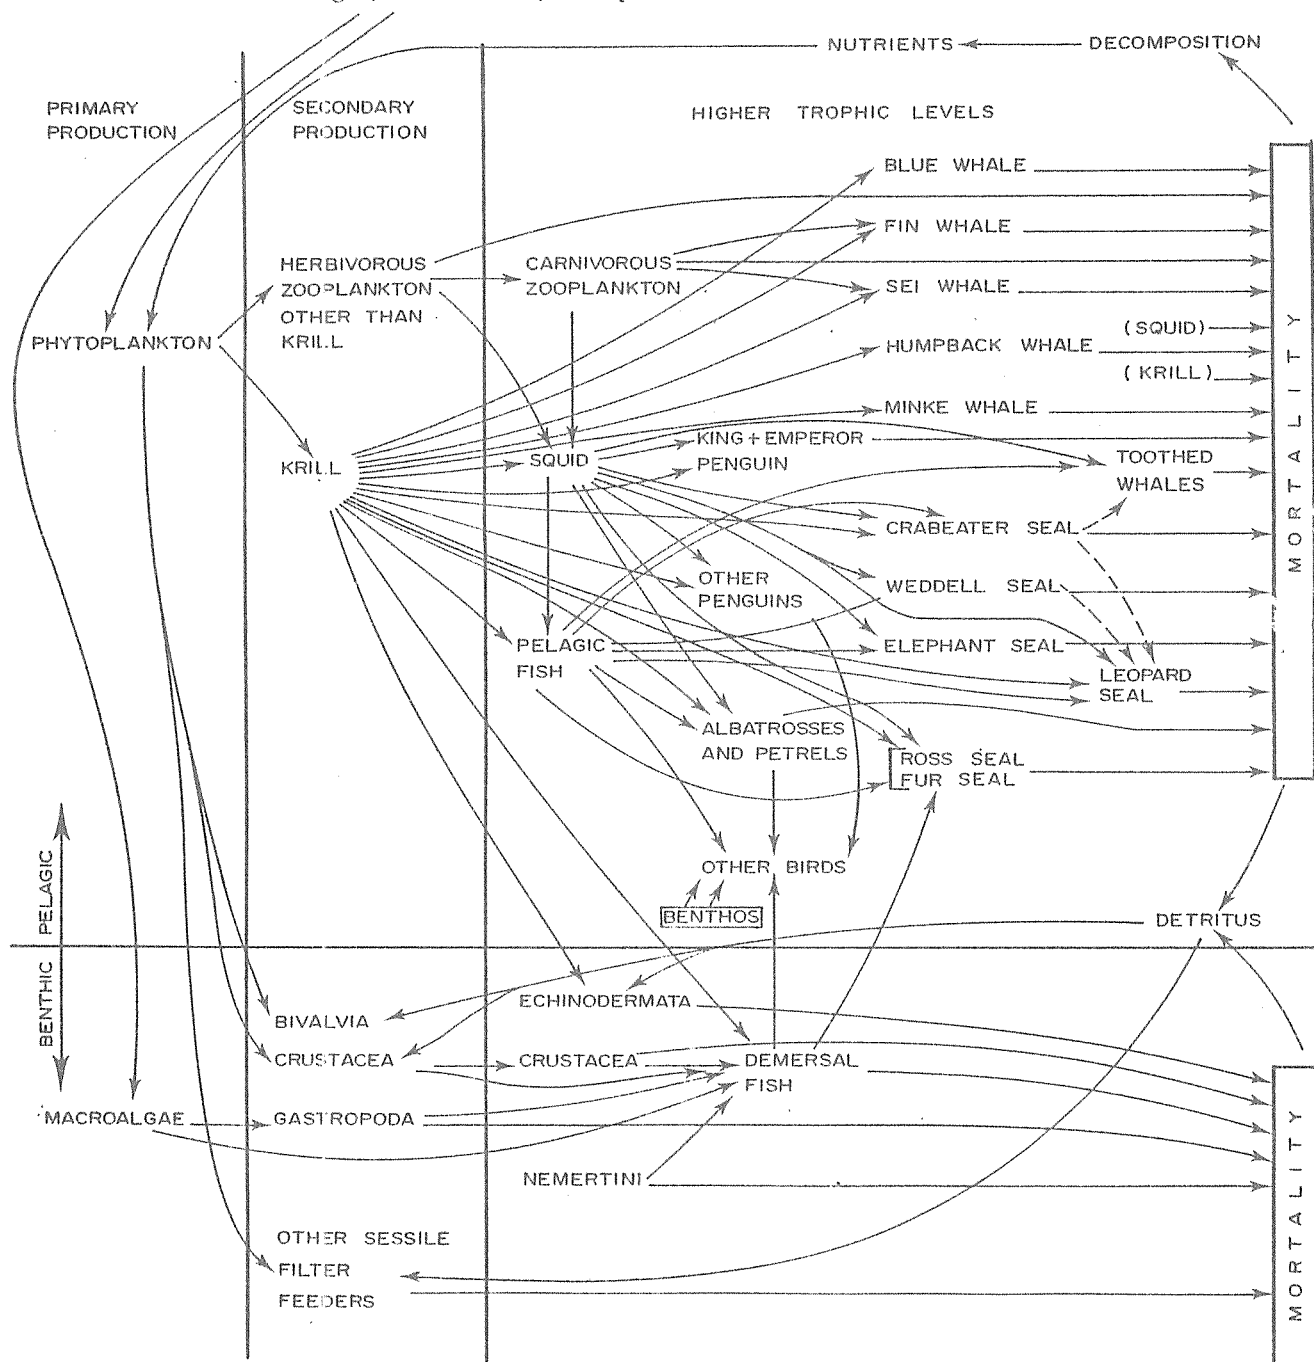 NUTRIENTS
DECOMPOSITION
PRIMARY
PRODUCTION
SECONDARY
PRODUCTION
HIGHER TROPHIC LEVELS
BLUE WHALE
FIN WHALE
HERBIVOROUS
ZOOPLANKTON
OTHER THAN
KRILL
CARNIVOROUS
ZOOPLANKTON
SEI WHALE
PHYTOPLANKTON
(SQUID)
HUMPBACK WHALE
(KRILL)
MINKE WHALE
KING + EMPEROR
PENGUIN
KRILL
SQUID
TOOTHED
WHALES
CRABEATER SEAL
OTHER
PENGUINS
WEDDELL SEAL
PELAGIC
FISH
ELEPHANT SEAL
LEOPARD
SEAL
ALBATROSSES
AND PETRELS
ROSS SEAL
FUR SEAL
MORTALITY
OTHER BIRDS
BENTHOS
DETRITUS
PELAGIC
BENTHIC
ECHINODERMATA
BIVALVIA
CRUSTACEA
CRUSTACEA
DEMERSAL
FISH
MACROALGAE
GASTROPODA
NEMERTINI
OTHER SESSILE
FILTER
FEEDERS
MORTALITY